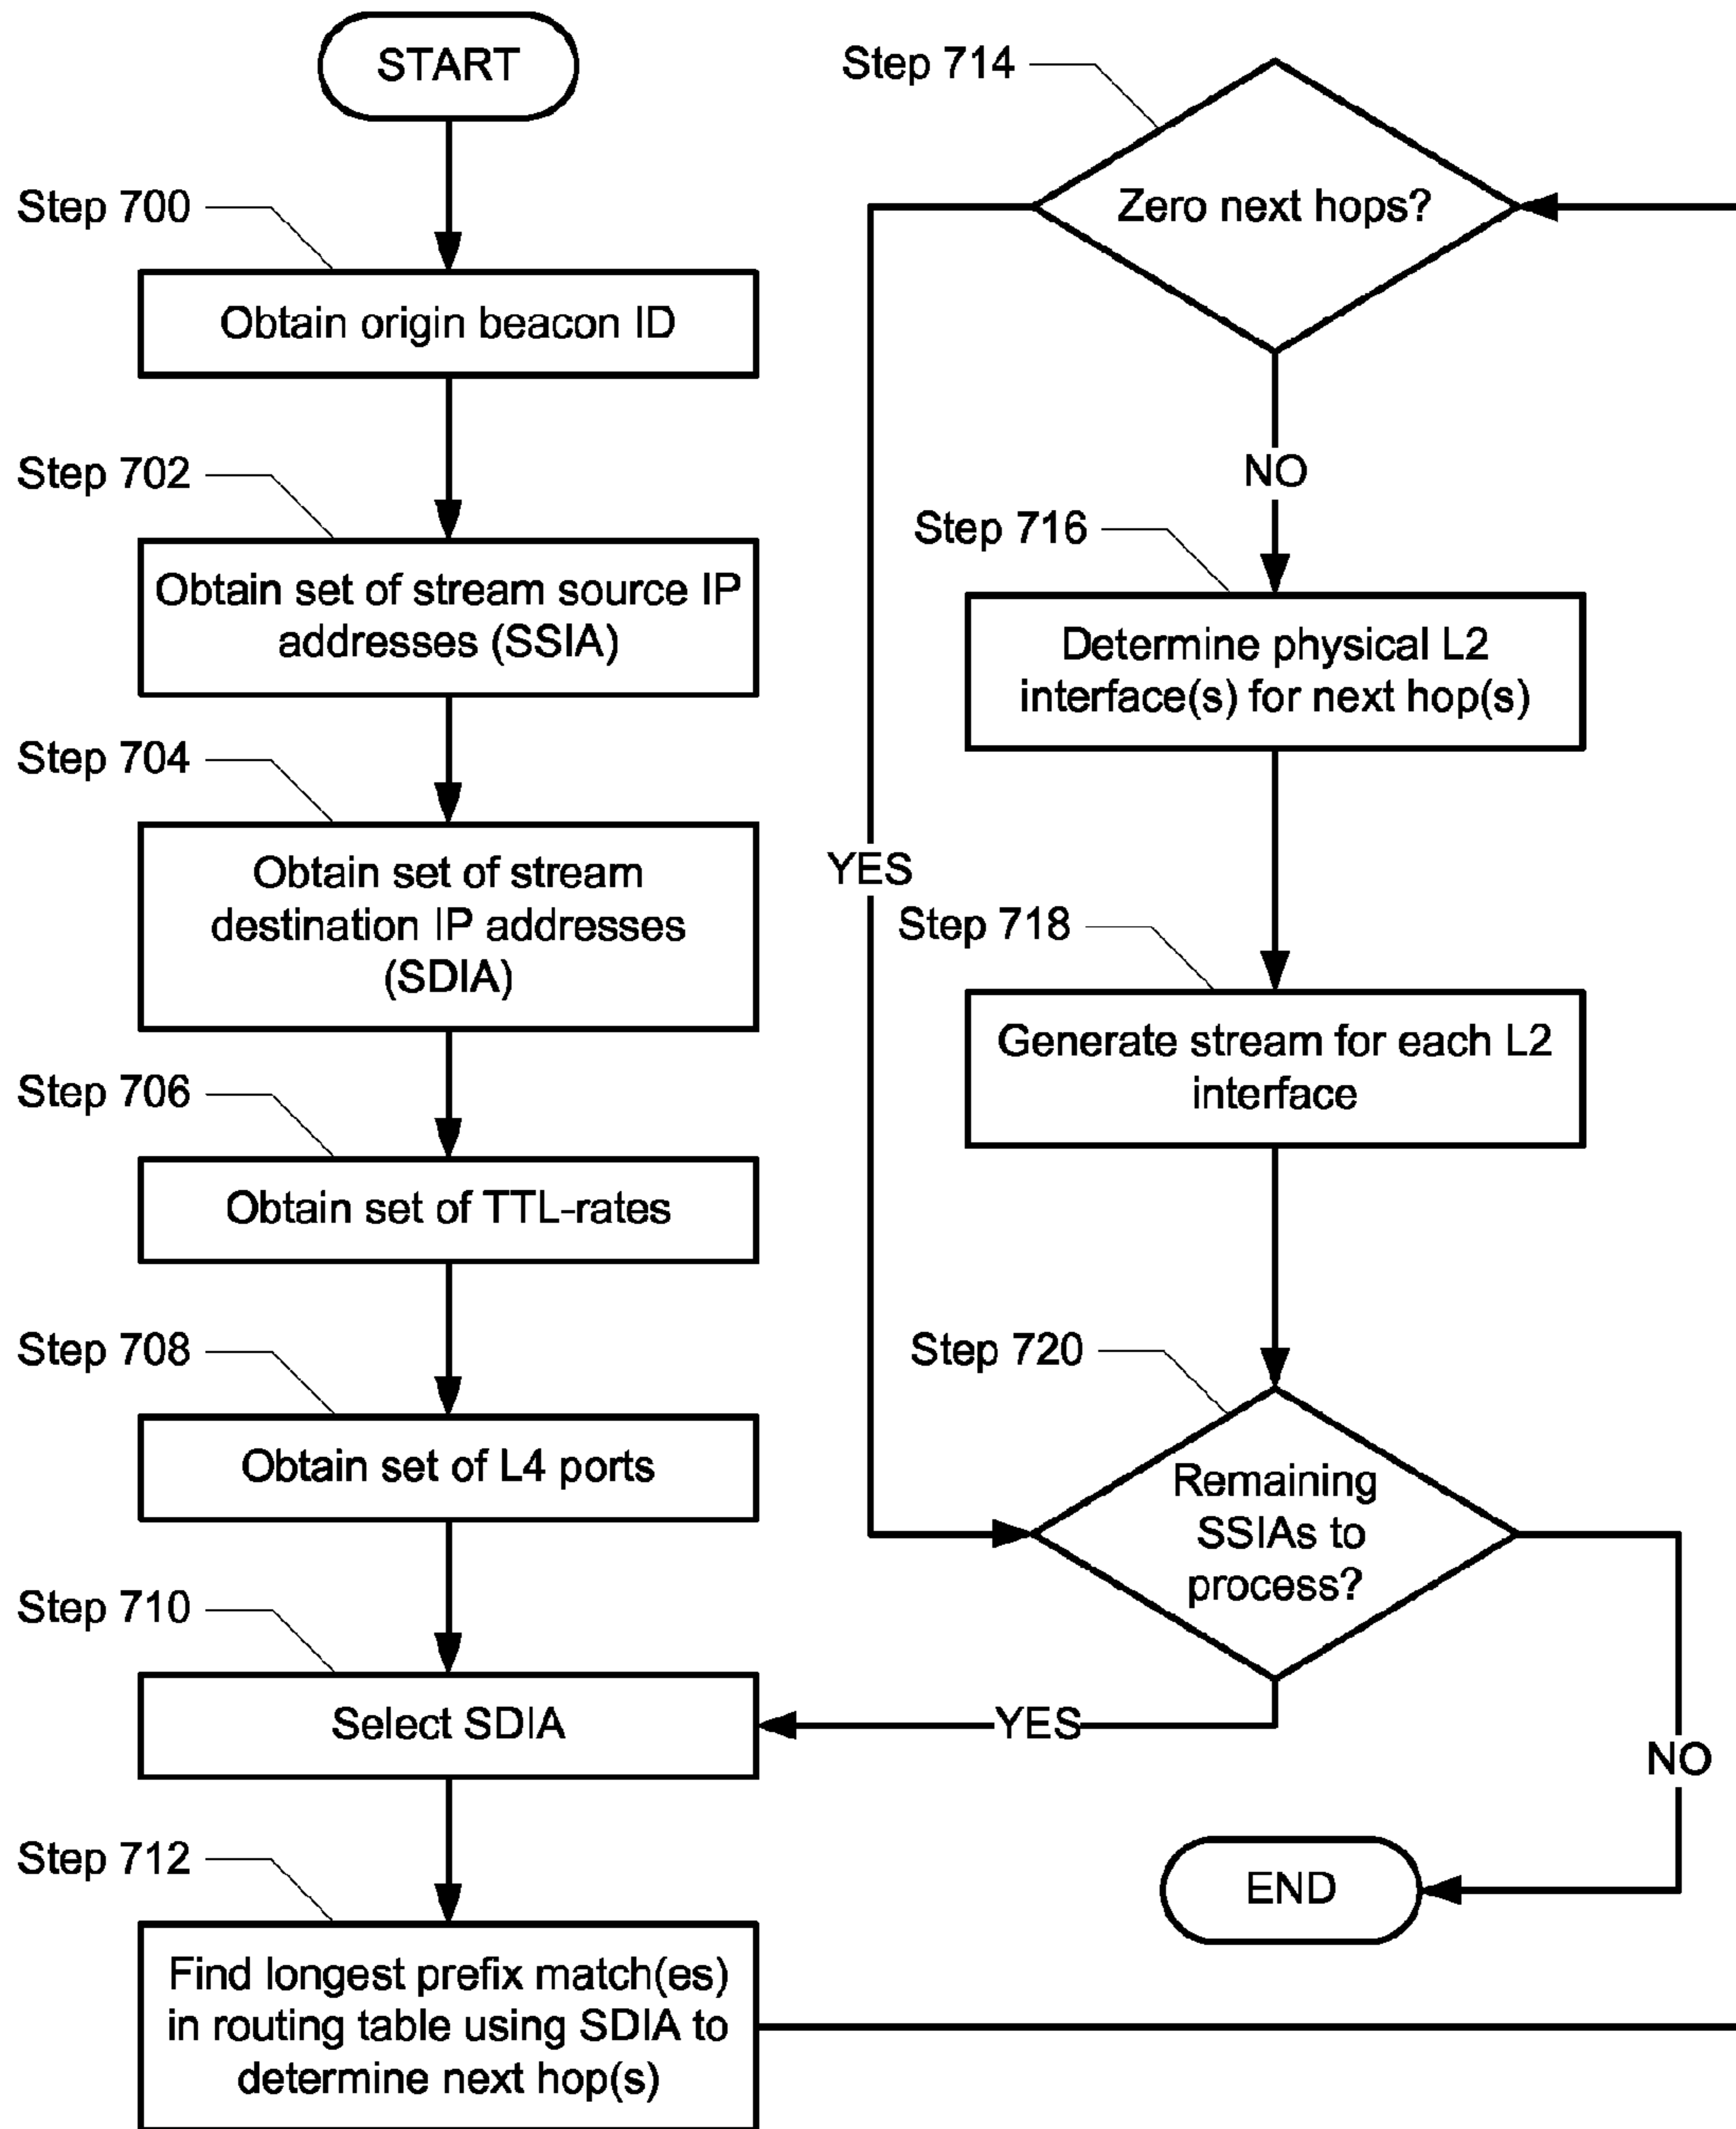 START
Step 700
Obtain origin beacon ID
Step 702
Obtain set of stream source IP
addresses (SSIA)
Step 704
Obtain set of stream
destination IP addresses
(SDIA)
Step 706
Obtain set of TTL-rates
Step 708
Obtain set of L4 ports
Step 710
Select SDIA
Step 712
Find longest prefix match(es)
in routing table using SDIA to
determine next hop(s)
Step 714
Zero next hops?
NO
YES
Step 716
Determine physical L2
interface(s) for next hop(s)
Step 718
Generate stream for each L2
interface
Step 720
Remaining
SSIAs to
process?
YES
NO
END